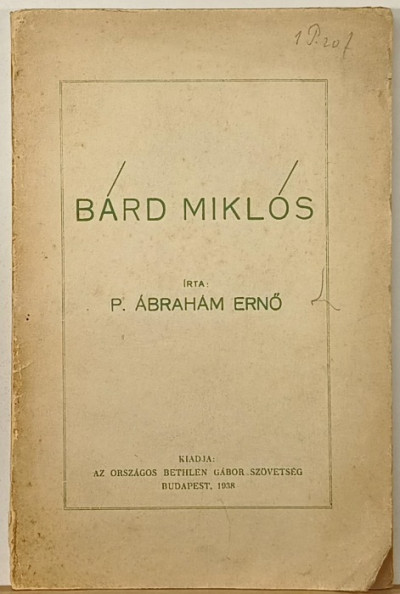 BÁRD MIKLÓS
ÍRTA:
P. ÁBRAHÁM ERNŐ
KIADJA:
AZ ORSZÁGOS BETHLEN GÁBOR SZÖVETSÉG
BUDAPEST, 1938